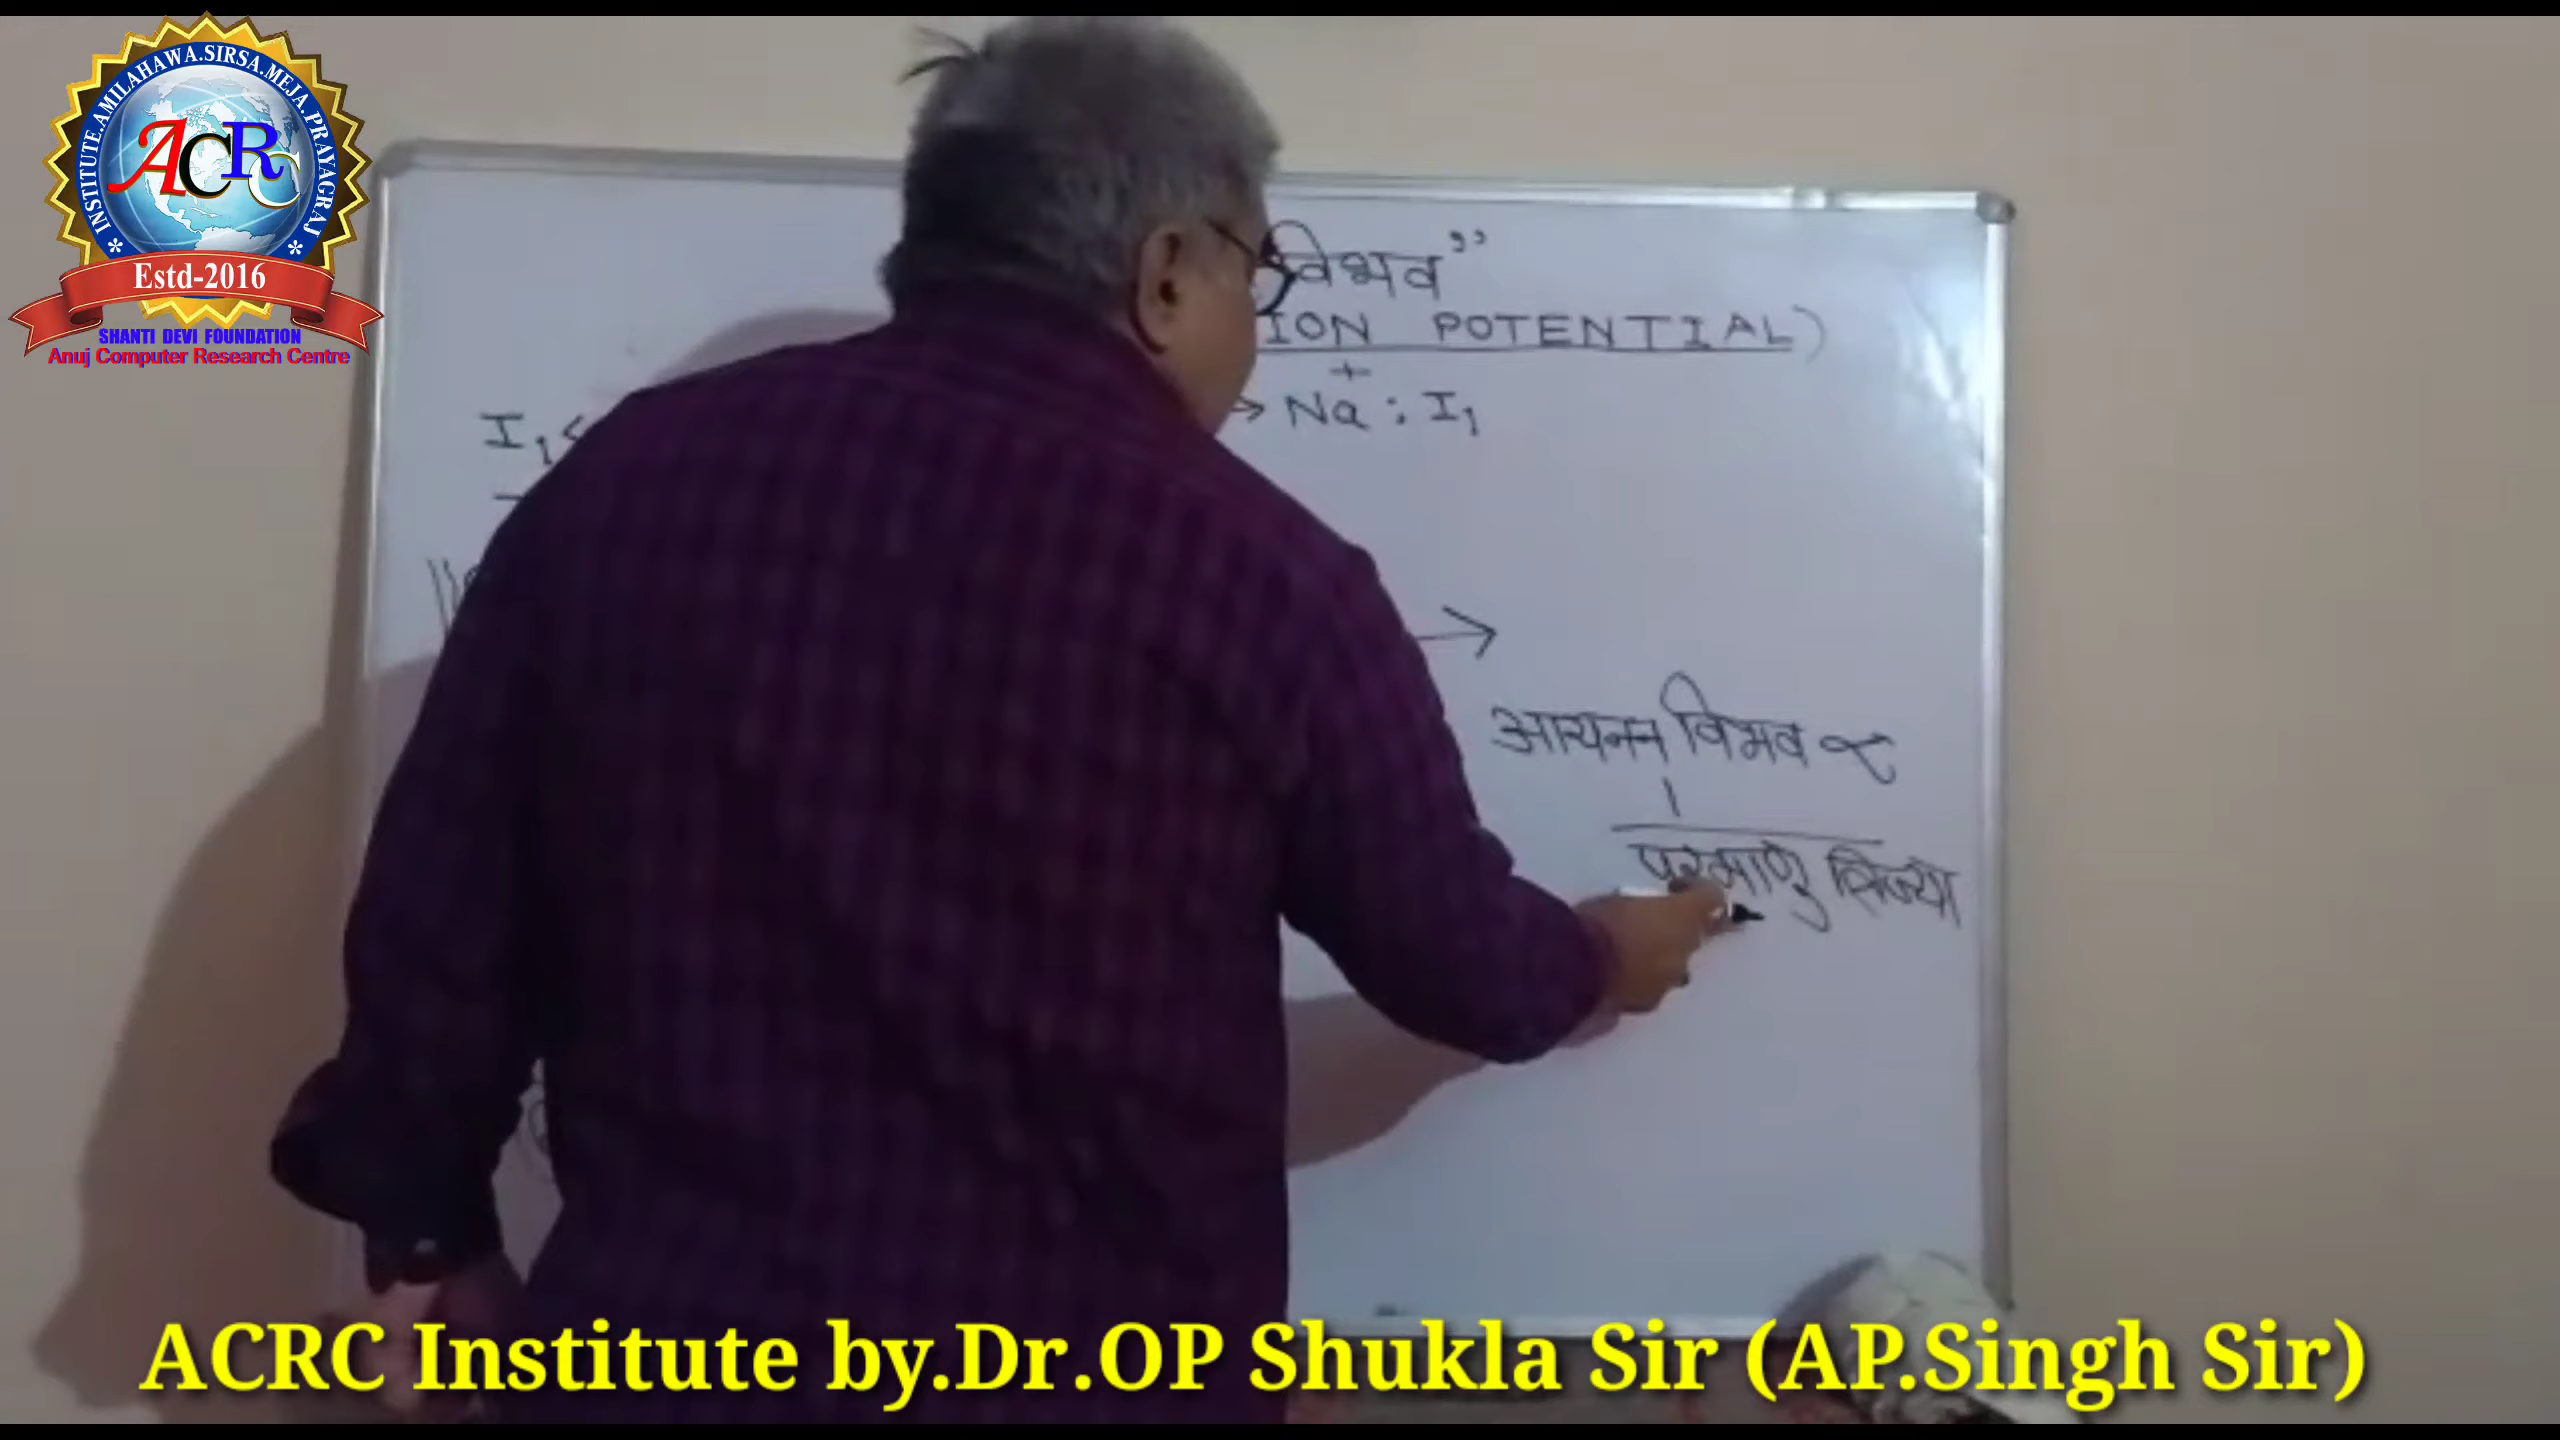 INSTITUTE.AMILAHAWA.SIRSA.MEJA.PRAYAGRAJ
ACRC
Estd-2016
SHANTI DEVI FOUNDATION
Anuj Computer Research Centre
विभव”
ION POTENTIAL)
I₁ <
→ Na⁺ : I₁
→
आयनन विभव ∝
1
परमाणु त्रिज्या
ACRC Institute by.Dr.OP Shukla Sir (AP.Singh Sir)